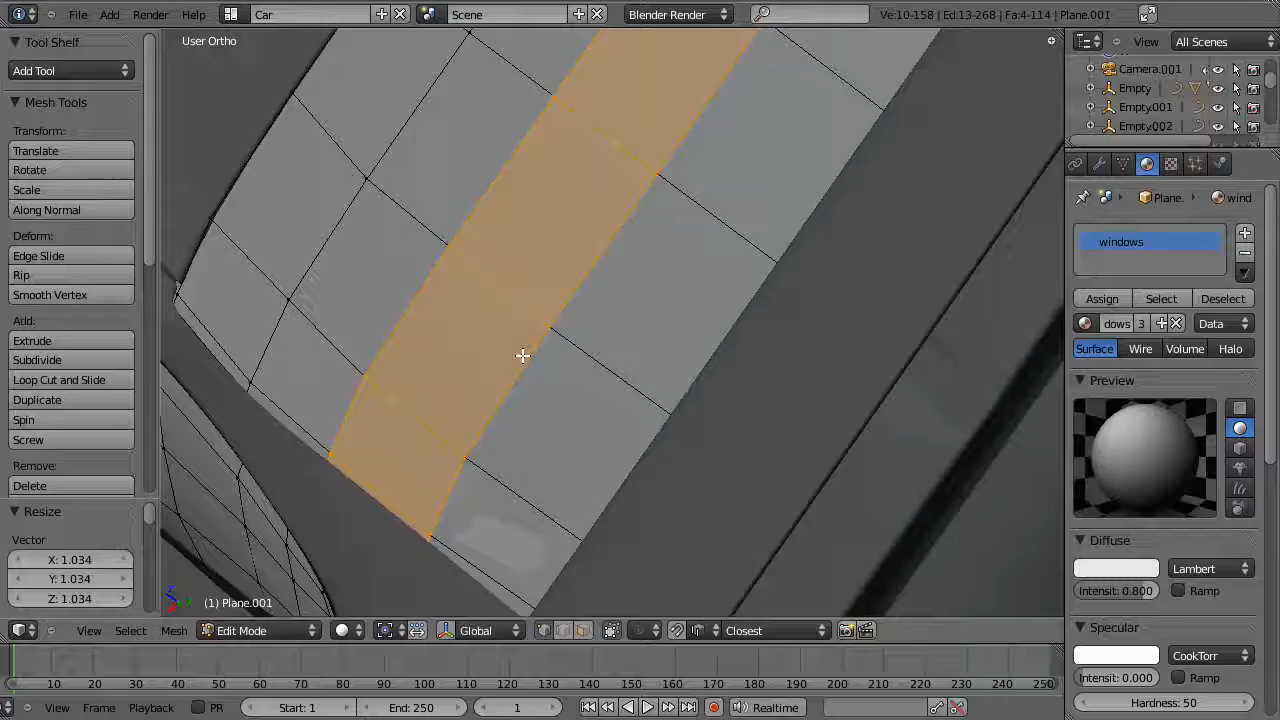 File Add Render Help Car Scene Blender Render Ve:10-158 | Ed:13-268 | Fa:4-114 | Plane.001
Tool Shelf
Add Tool
Mesh Tools
Transform:
Translate
Rotate
Scale
Along Normal
Deform:
Edge Slide
Rip
Smooth Vertex
Add:
Extrude
Subdivide
Loop Cut and Slide
Duplicate
Spin
Screw
Remove:
Delete
Resize
Vector
X: 1.034
Y: 1.034
Z: 1.034
User Ortho
(1) Plane.001
View All Scenes
Camera.001
Empty
Empty.001
Empty.002
Plane. wind
windows
Assign Select Deselect
dows 3 Data
Surface Wire Volume Halo
Preview
Diffuse
Lambert
Intensit: 0.800 Ramp
Specular
CookTorr
Intensit: 0.000 Ramp
Hardness: 50
View Select Mesh Edit Mode Global Closest
10 20 30 40 50 60 70 80 90 100 110 120 130 140 150 160 170 180 190 200 210 220 230 240 250
View Frame Playback PR Start: 1 End: 250 1 Realtime